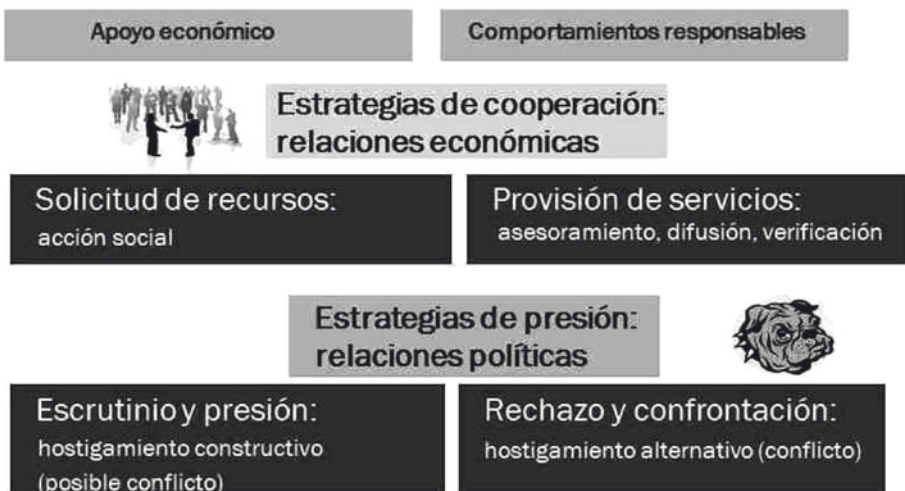 Apoyo económico
Comportamientos responsables
Estrategias de cooperación:
relaciones económicas
Solicitud de recursos:
acción social
Provisión de servicios:
asesoramiento, difusión, verificación
Estrategias de presión:
relaciones políticas
Escrutinio y presión:
hostigamiento constructivo
(posible conflicto)
Rechazo y confrontación:
hostigamiento alternativo (conflicto)